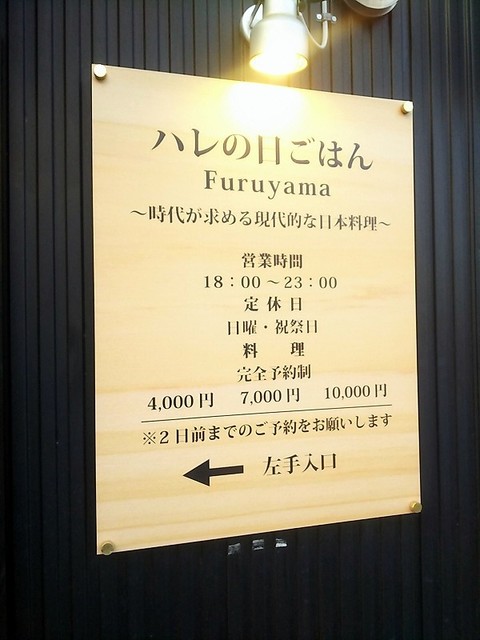 ハレの日ごはん
Furuyama
～時代が求める現代的な日本料理～
営業時間
18：00～23：00
定休日
日曜・祝祭日
料 理
完全予約制
4,000円 7,000円 10,000円
※2日前までのご予約をお願いします
← 左手入口